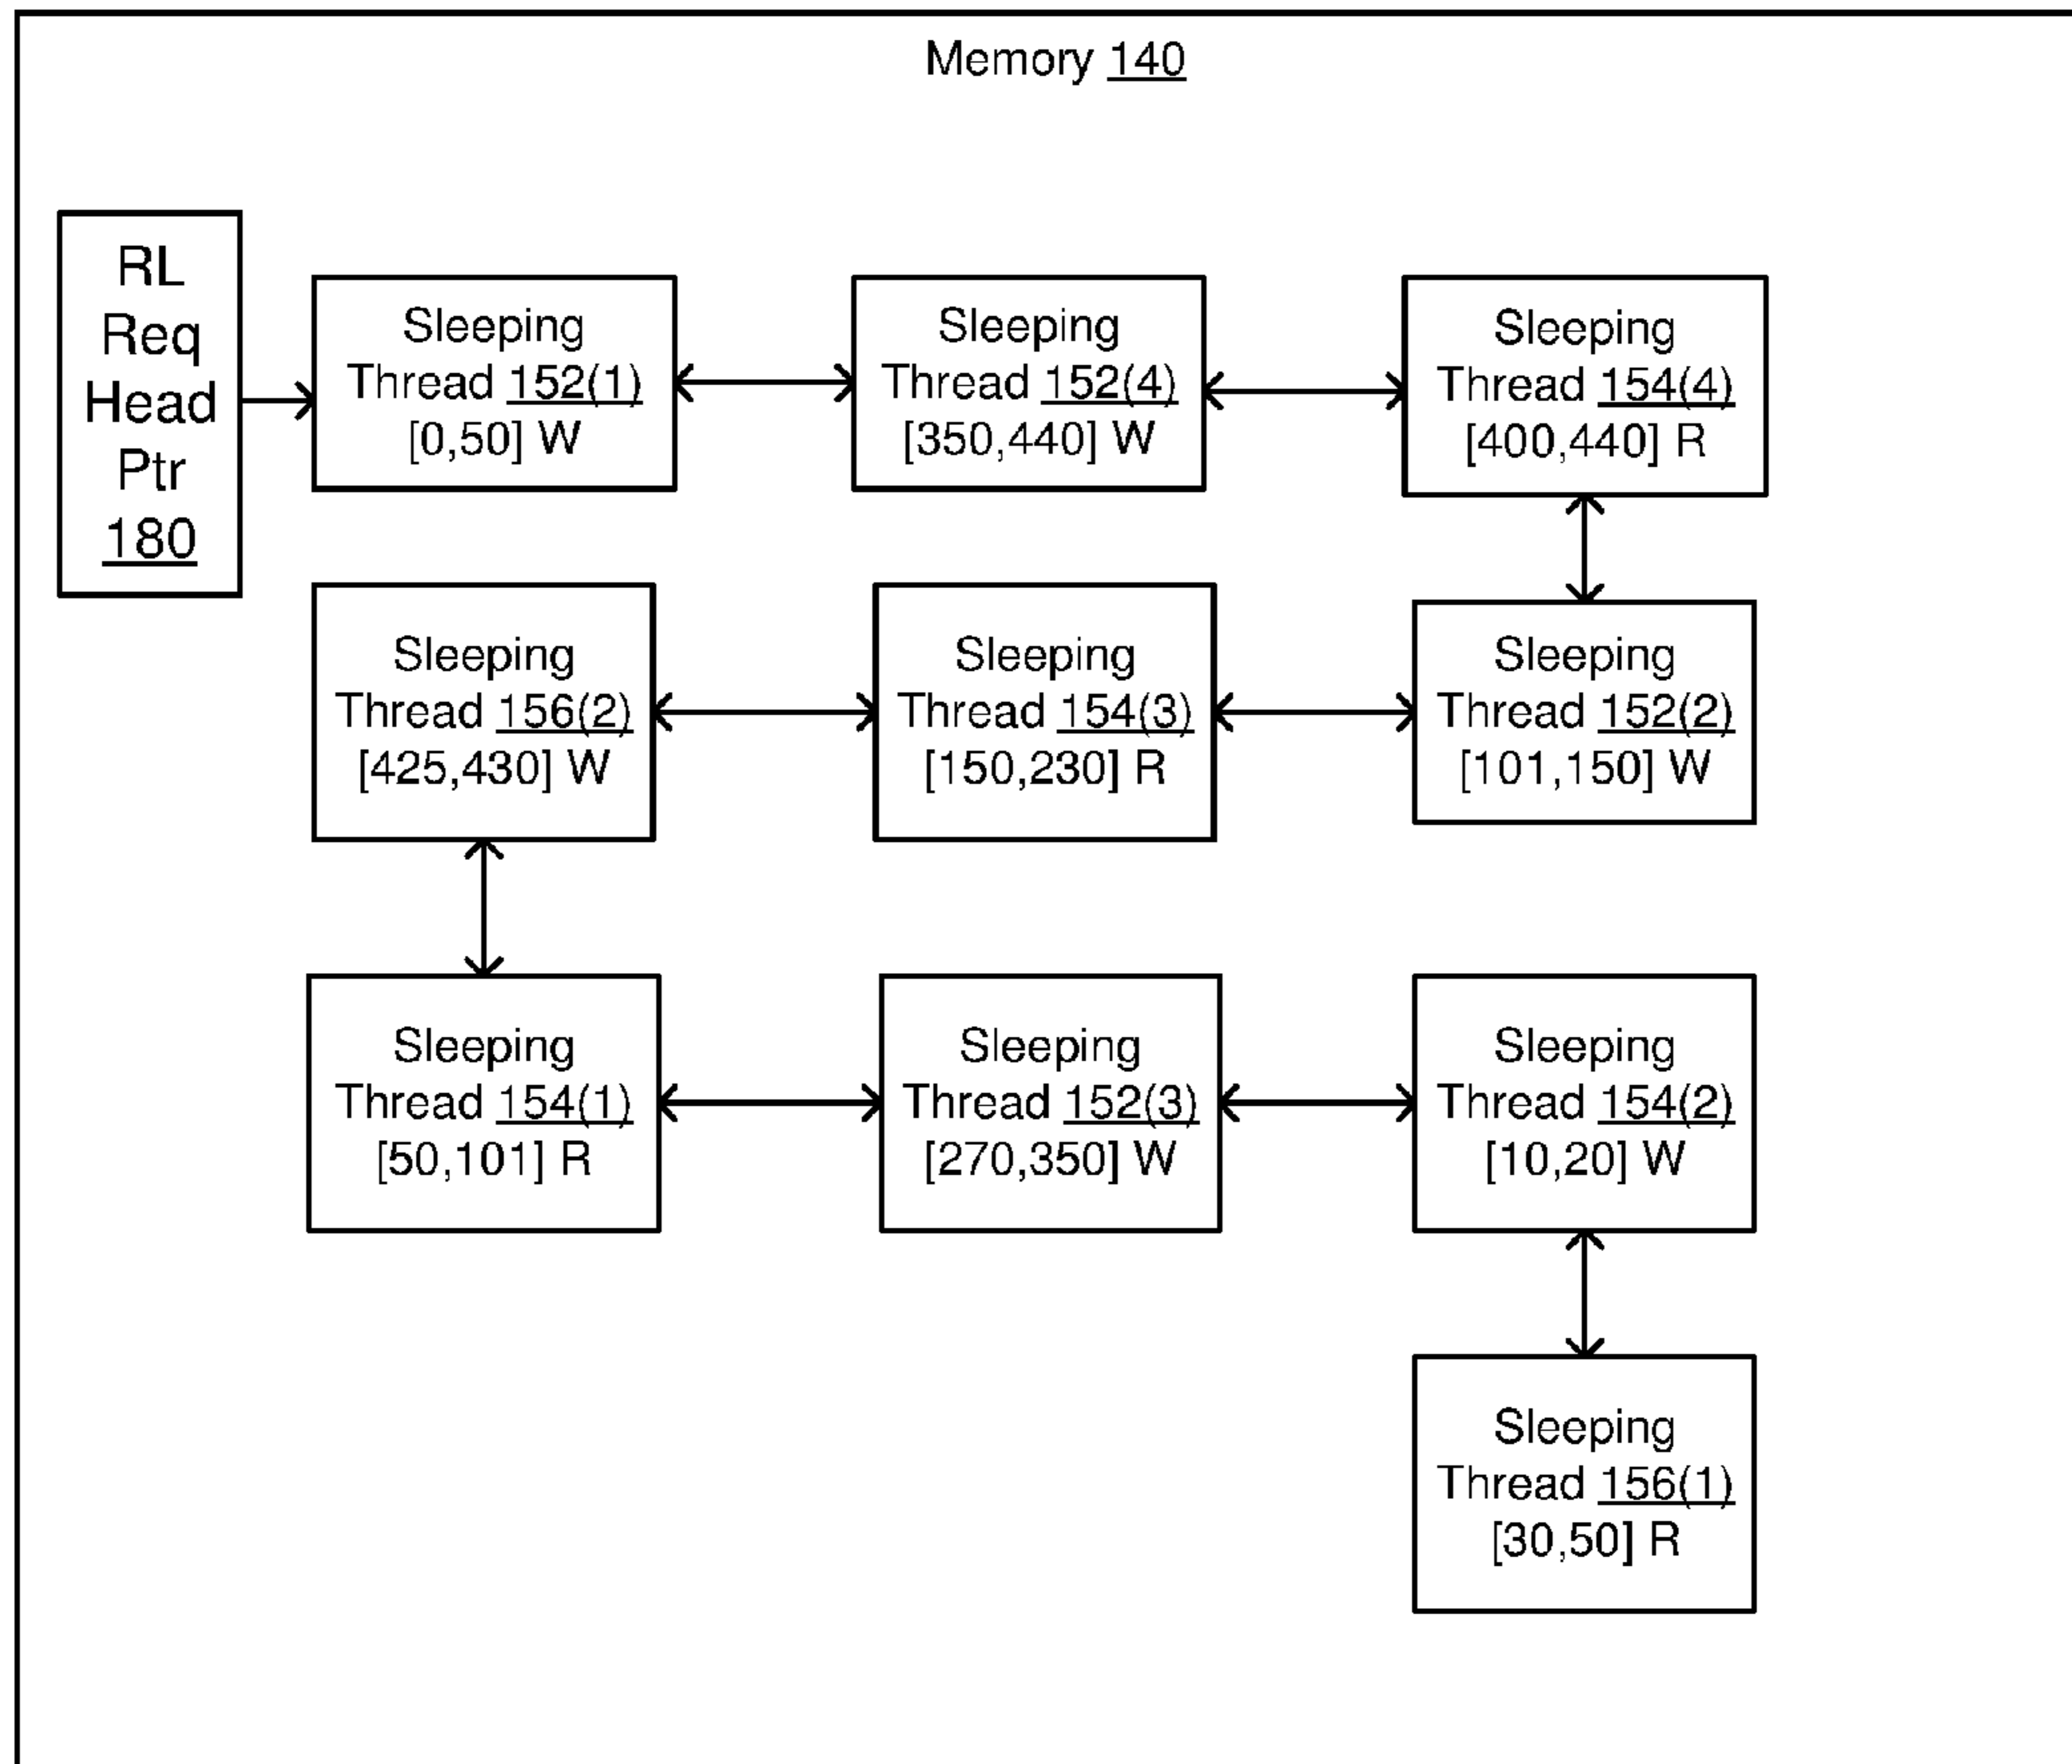 Memory 140
RL
Req
Head
Ptr
180
Sleeping
Thread 152(1)
[0,50] W
Sleeping
Thread 152(4)
[350,440] W
Sleeping
Thread 154(4)
[400,440] R
Sleeping
Thread 156(2)
[425,430] W
Sleeping
Thread 154(3)
[150,230] R
Sleeping
Thread 152(2)
[101,150] W
Sleeping
Thread 154(1)
[50,101] R
Sleeping
Thread 152(3)
[270,350] W
Sleeping
Thread 154(2)
[10,20] W
Sleeping
Thread 156(1)
[30,50] R